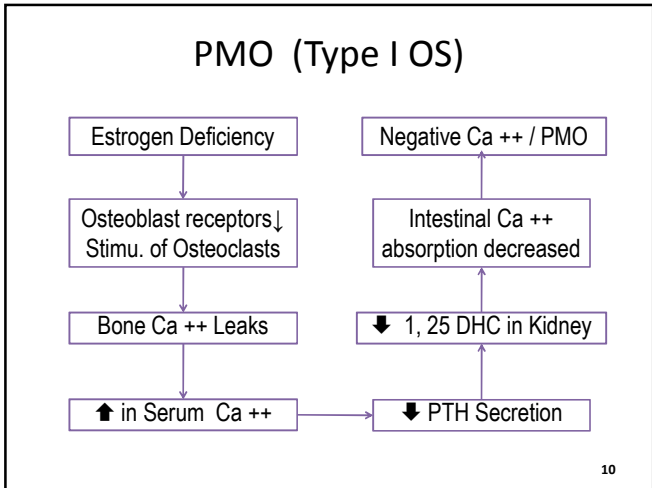 PMO (Type I OS)
Estrogen Deficiency
Osteoblast receptors↓
Stimu. of Osteoclasts
Bone Ca ++ Leaks
⬆ in Serum Ca ++
⬇ PTH Secretion
⬇ 1, 25 DHC in Kidney
Intestinal Ca ++
absorption decreased
Negative Ca ++ / PMO
10